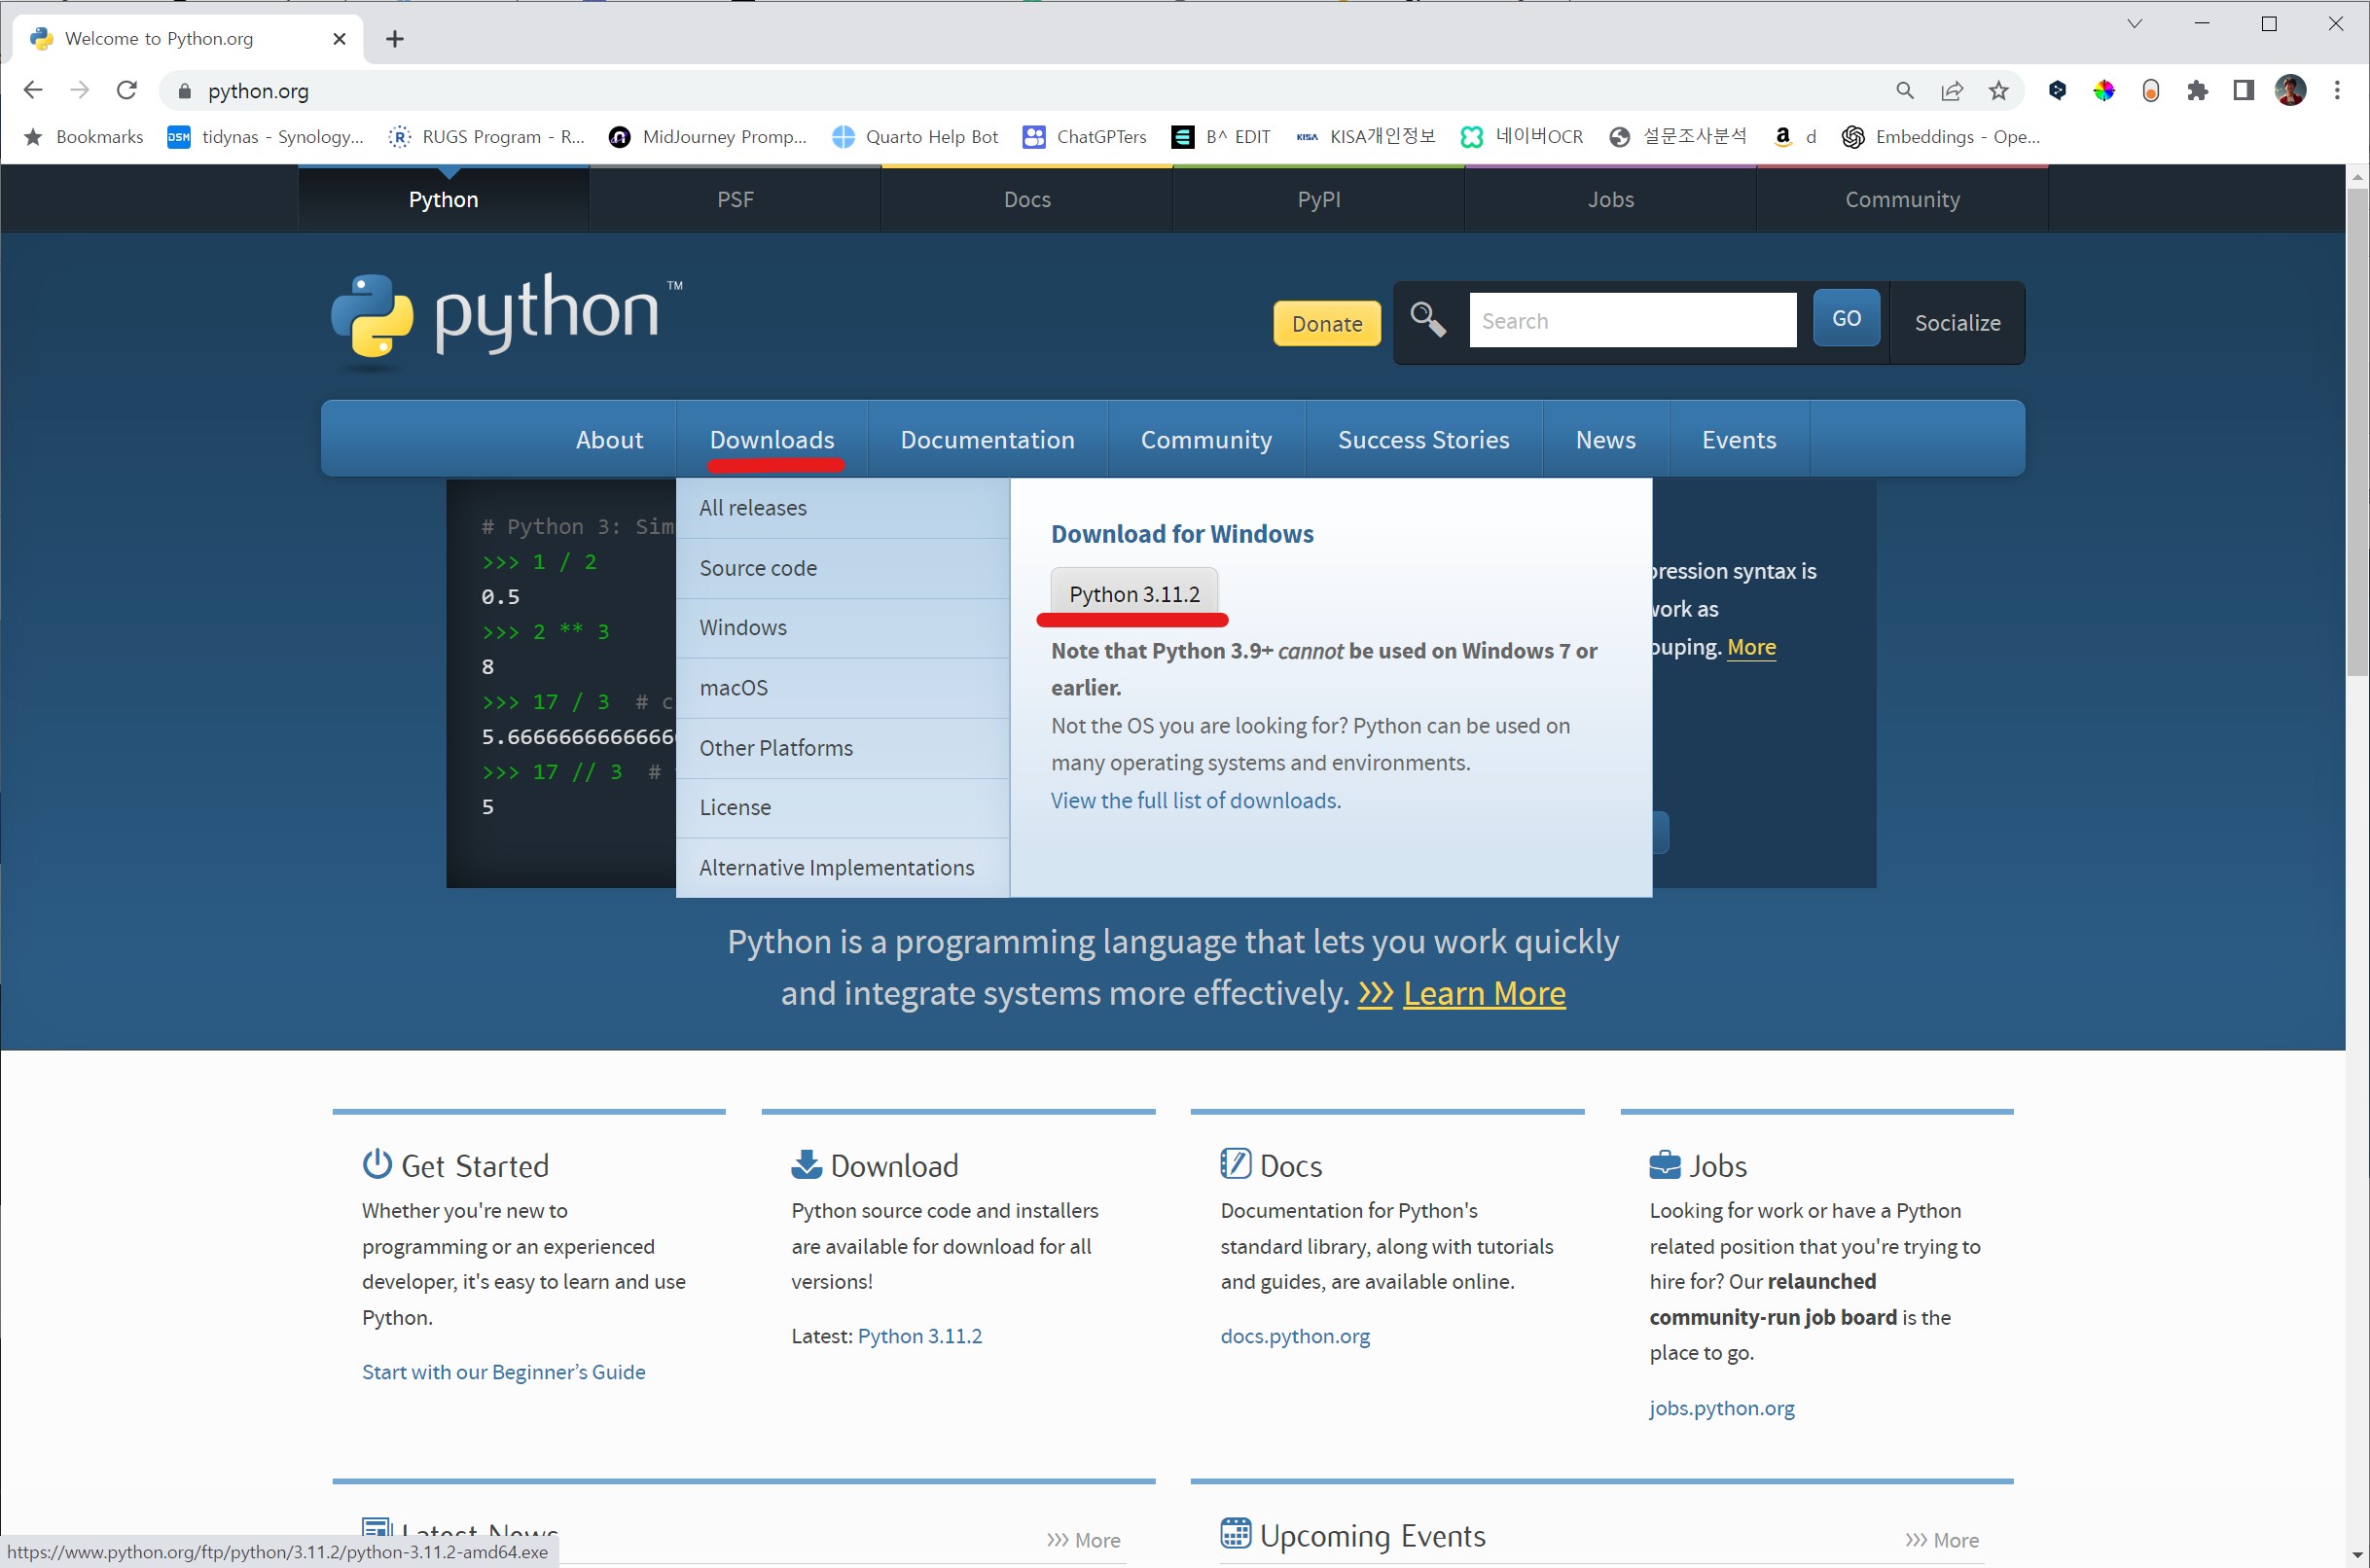 Welcome to Python.org
python.org
Bookmarks
DSM tidynas - Synology...
R RUGS Program - R...
MidJourney Promp...
Quarto Help Bot
ChatGPTers
B^ EDIT
KISA KISA개인정보
네이버OCR
설문조사분석
a d
Embeddings - Ope...
Python
PSF
Docs
PyPI
Jobs
Community
python™
Donate
Search
GO
Socialize
About
Downloads
Documentation
Community
Success Stories
News
Events
# Python 3: Sim
>>> 1 / 2
0.5
>>> 2 ** 3
8
>>> 17 / 3 # c
>>> 17 // 3 #
5
All releases
Source code
Windows
macOS
Other Platforms
License
Alternative Implementations
Download for Windows
Python 3.11.2
Note that Python 3.9+ cannot be used on Windows 7 or
earlier.
Not the OS you are looking for? Python can be used on
many operating systems and environments.
View the full list of downloads.
pression syntax is
work as
ouping. More
Python is a programming language that lets you work quickly
and integrate systems more effectively. >>> Learn More
Get Started
Whether you're new to
programming or an experienced
developer, it's easy to learn and use
Python.
Start with our Beginner’s Guide
Download
Python source code and installers
are available for download for all
versions!
Latest: Python 3.11.2
Docs
Documentation for Python's
standard library, along with tutorials
and guides, are available online.
docs.python.org
Jobs
Looking for work or have a Python
related position that you're trying to
hire for? Our relaunched
community-run job board is the
place to go.
jobs.python.org
Latest News
>>> More
Upcoming Events
>>> More
https://www.python.org/ftp/python/3.11.2/python-3.11.2-amd64.exe